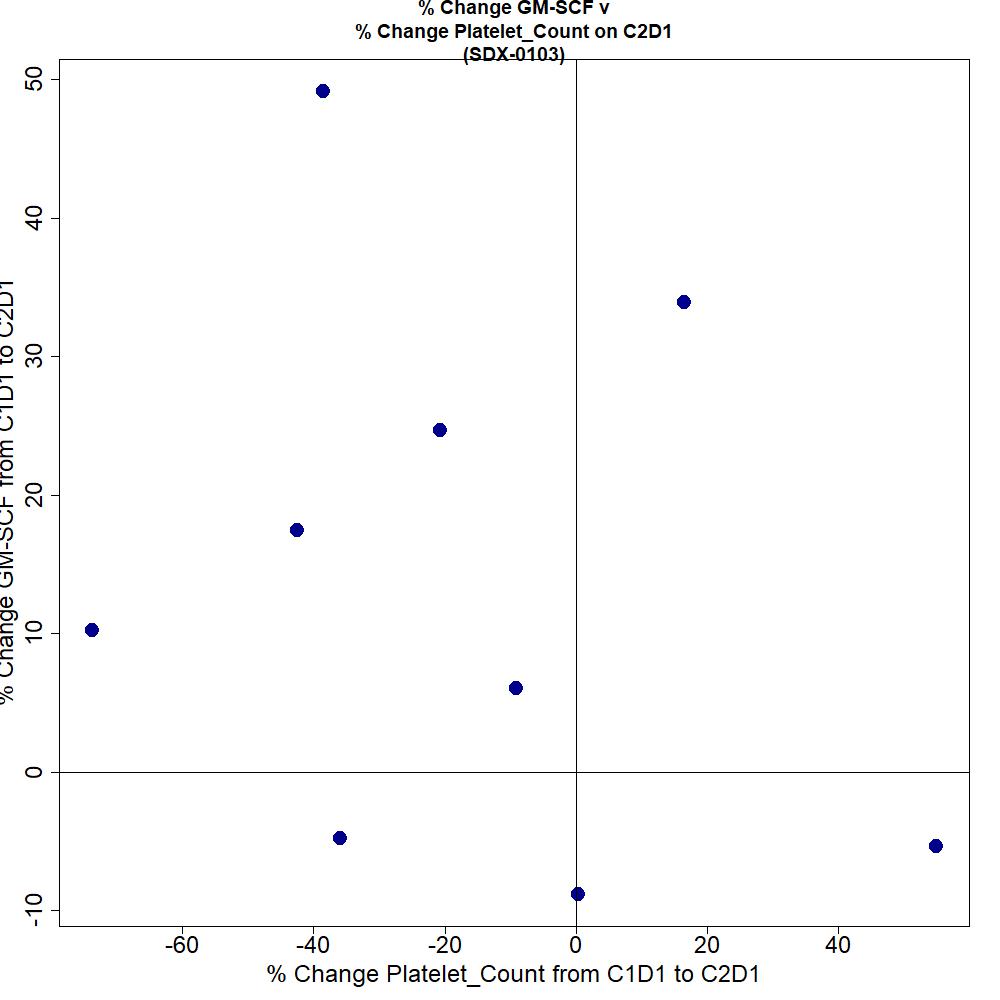 % Change GM-SCF v
% Change Platelet_Count on C2D1
(SDX-0103)
% Change GM-SCF from C1D1 to C2D1
50
40
30
20
10
0
-10
-60
-40
-20
0
20
40
% Change Platelet_Count from C1D1 to C2D1